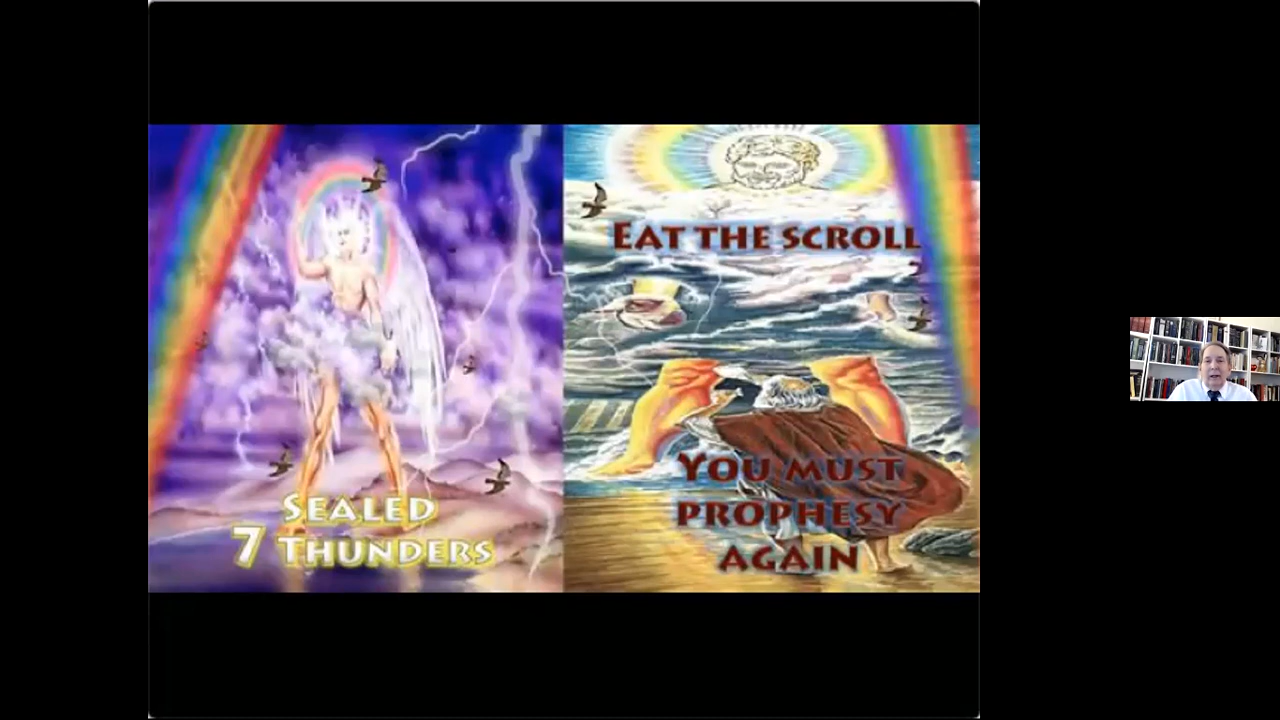 SEALED
7 THUNDERS
EAT THE SCROLL
YOU MUST
PROPHESY
AGAIN